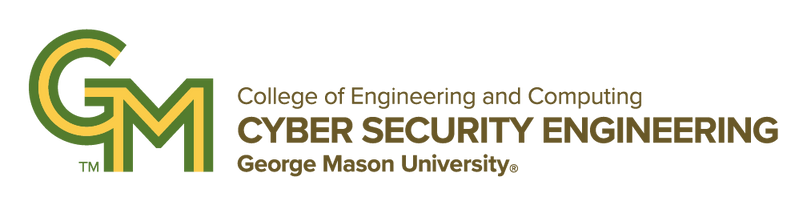 GM
TM
College of Engineering and Computing
CYBER SECURITY ENGINEERING
George Mason University®